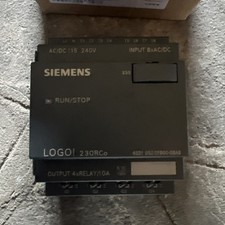 AC/DC 115 240V INPUT 8xAC/DC
SIEMENS
RUN/STOP
LOGO! 230RCo
OUTPUT 4xRELAY/10A